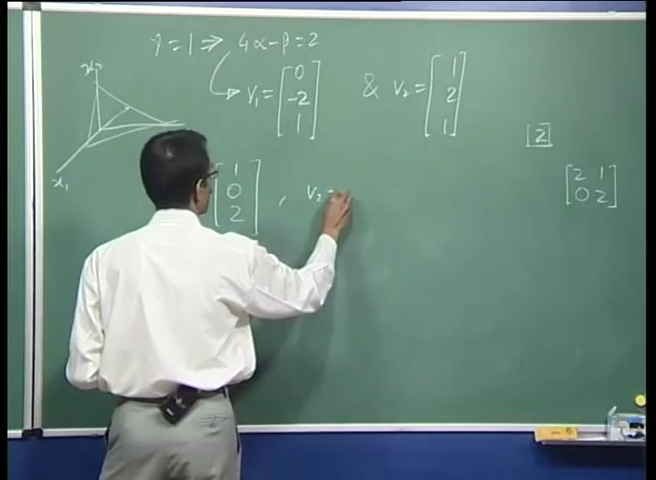 γ=1 ⇒ 4α-β=2
V₁= [0 -2 1] & V₂= [1 2 1]
[2]
[2 1
0 2]
x₁
[1 0 2] , V₂ =